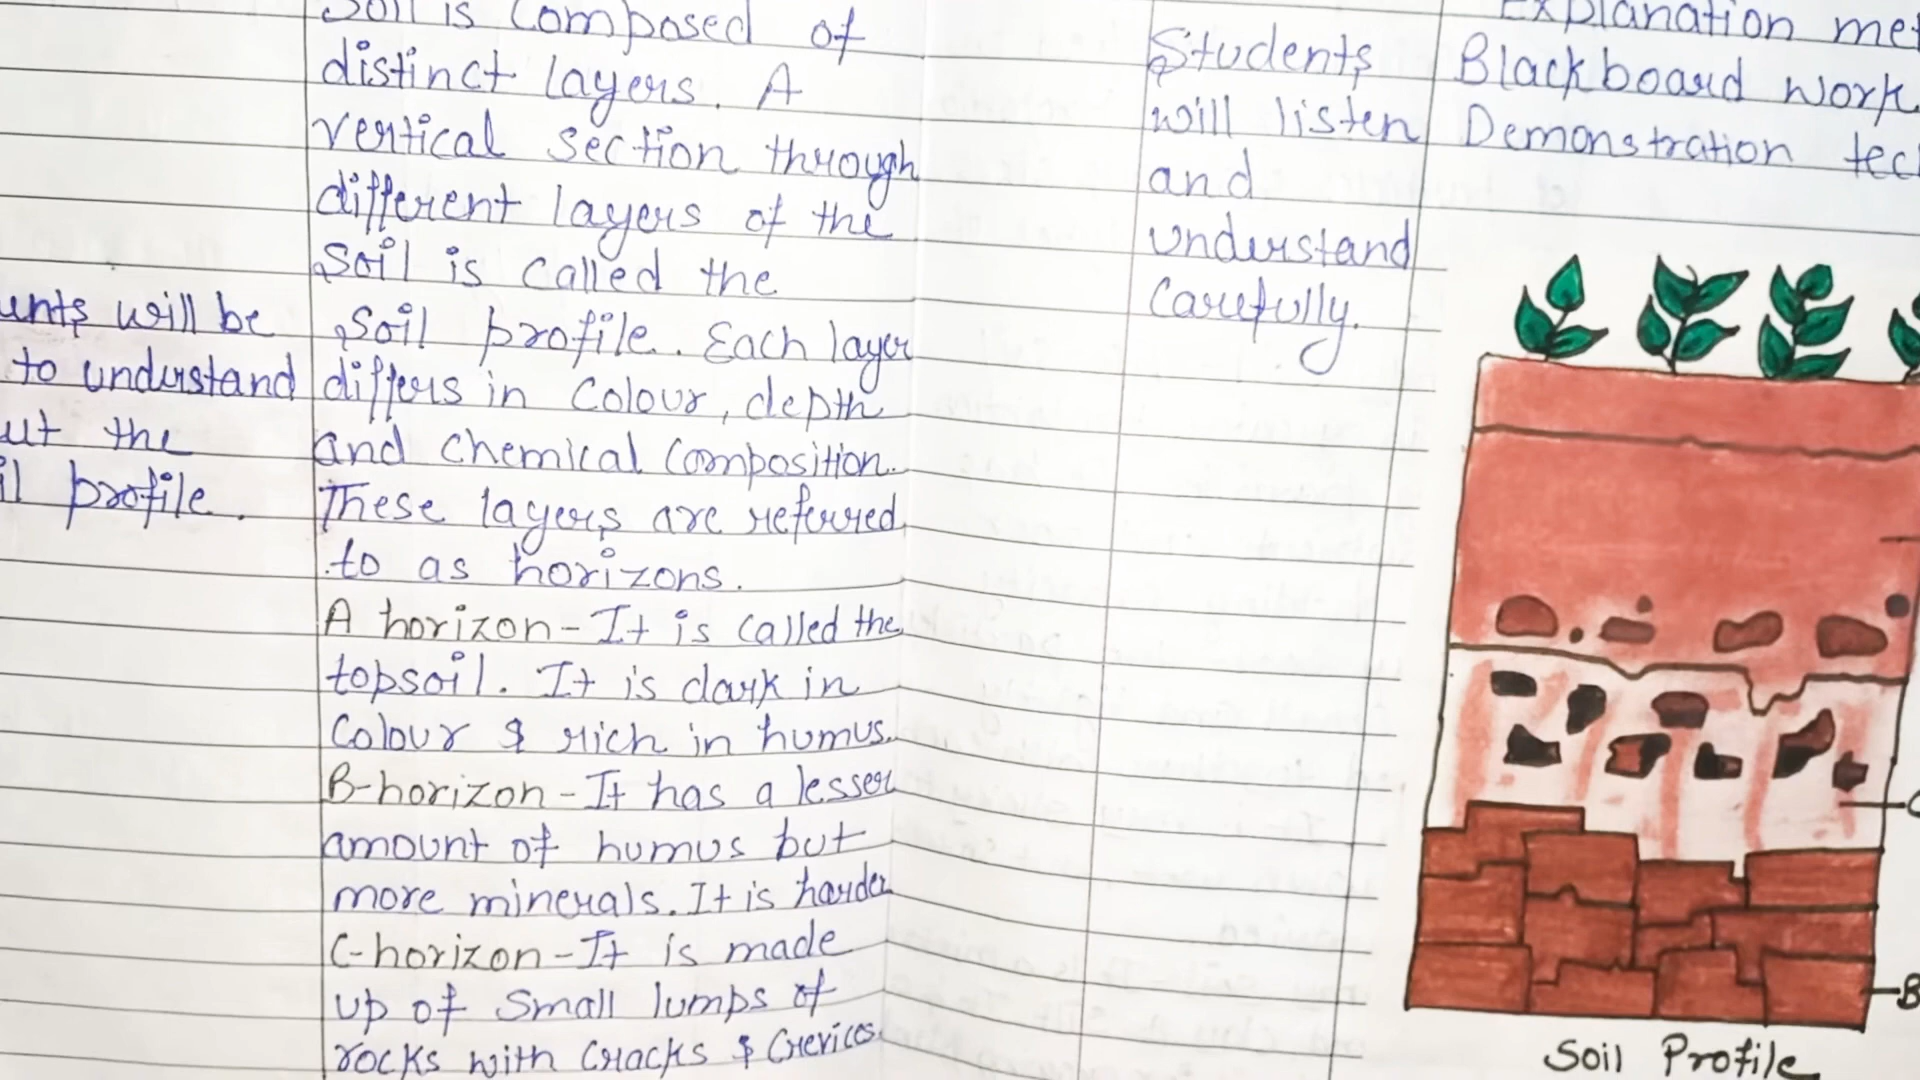 will be
to understand
the
profile.
Soil is Composed of
distinct layers. A
vertical section through
different layers of the
Soil is called the
Soil profile. Each layer
differs in Colour, depth
and Chemical Composition.
These layers are referred
to as horizons.
A horizon - It is called the
topsoil. It is dark in
Colour & rich in humus.
B-horizon - It has a lesser
amount of humus but
more minerals. It is harder
C-horizon - It is made
up of Small lumps of
rocks with Cracks & Crevices.
Students
will listen
and
understand
Carefully.
Explanation
Blackboard work
Demonstration
Soil Profile